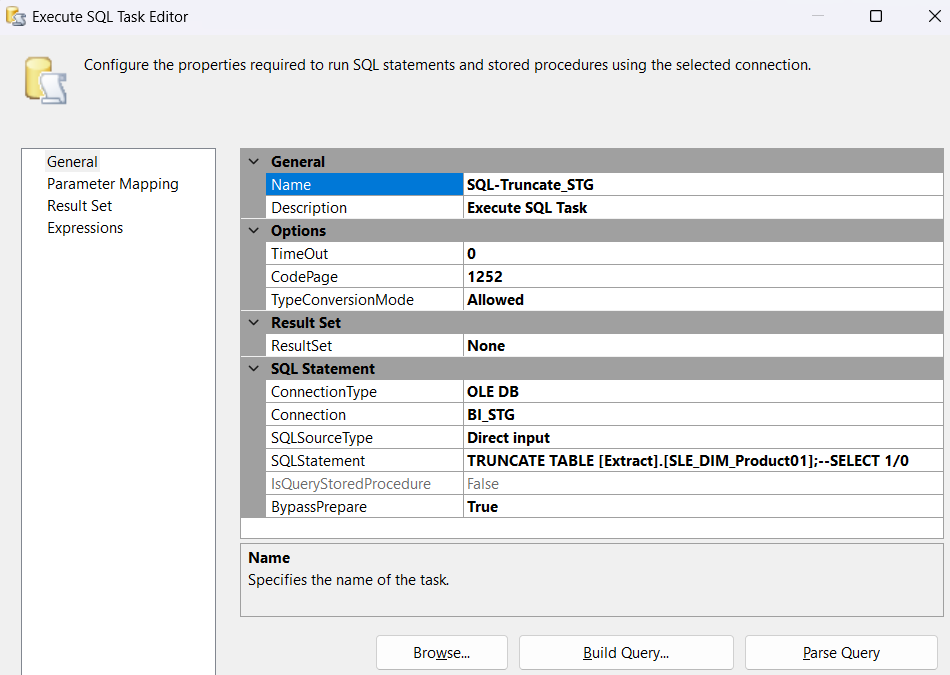 Execute SQL Task Editor
Configure the properties required to run SQL statements and stored procedures using the selected connection.
General
Parameter Mapping
Result Set
Expressions
General
Name SQL-Truncate_STG
Description Execute SQL Task
Options
TimeOut 0
CodePage 1252
TypeConversionMode Allowed
Result Set
ResultSet None
SQL Statement
ConnectionType OLE DB
Connection BI_STG
SQLSourceType Direct input
SQLStatement TRUNCATE TABLE [Extract].[SLE_DIM_Product01];--SELECT 1/0
IsQueryStoredProcedure False
BypassPrepare True
Name
Specifies the name of the task.
Browse... Build Query... Parse Query